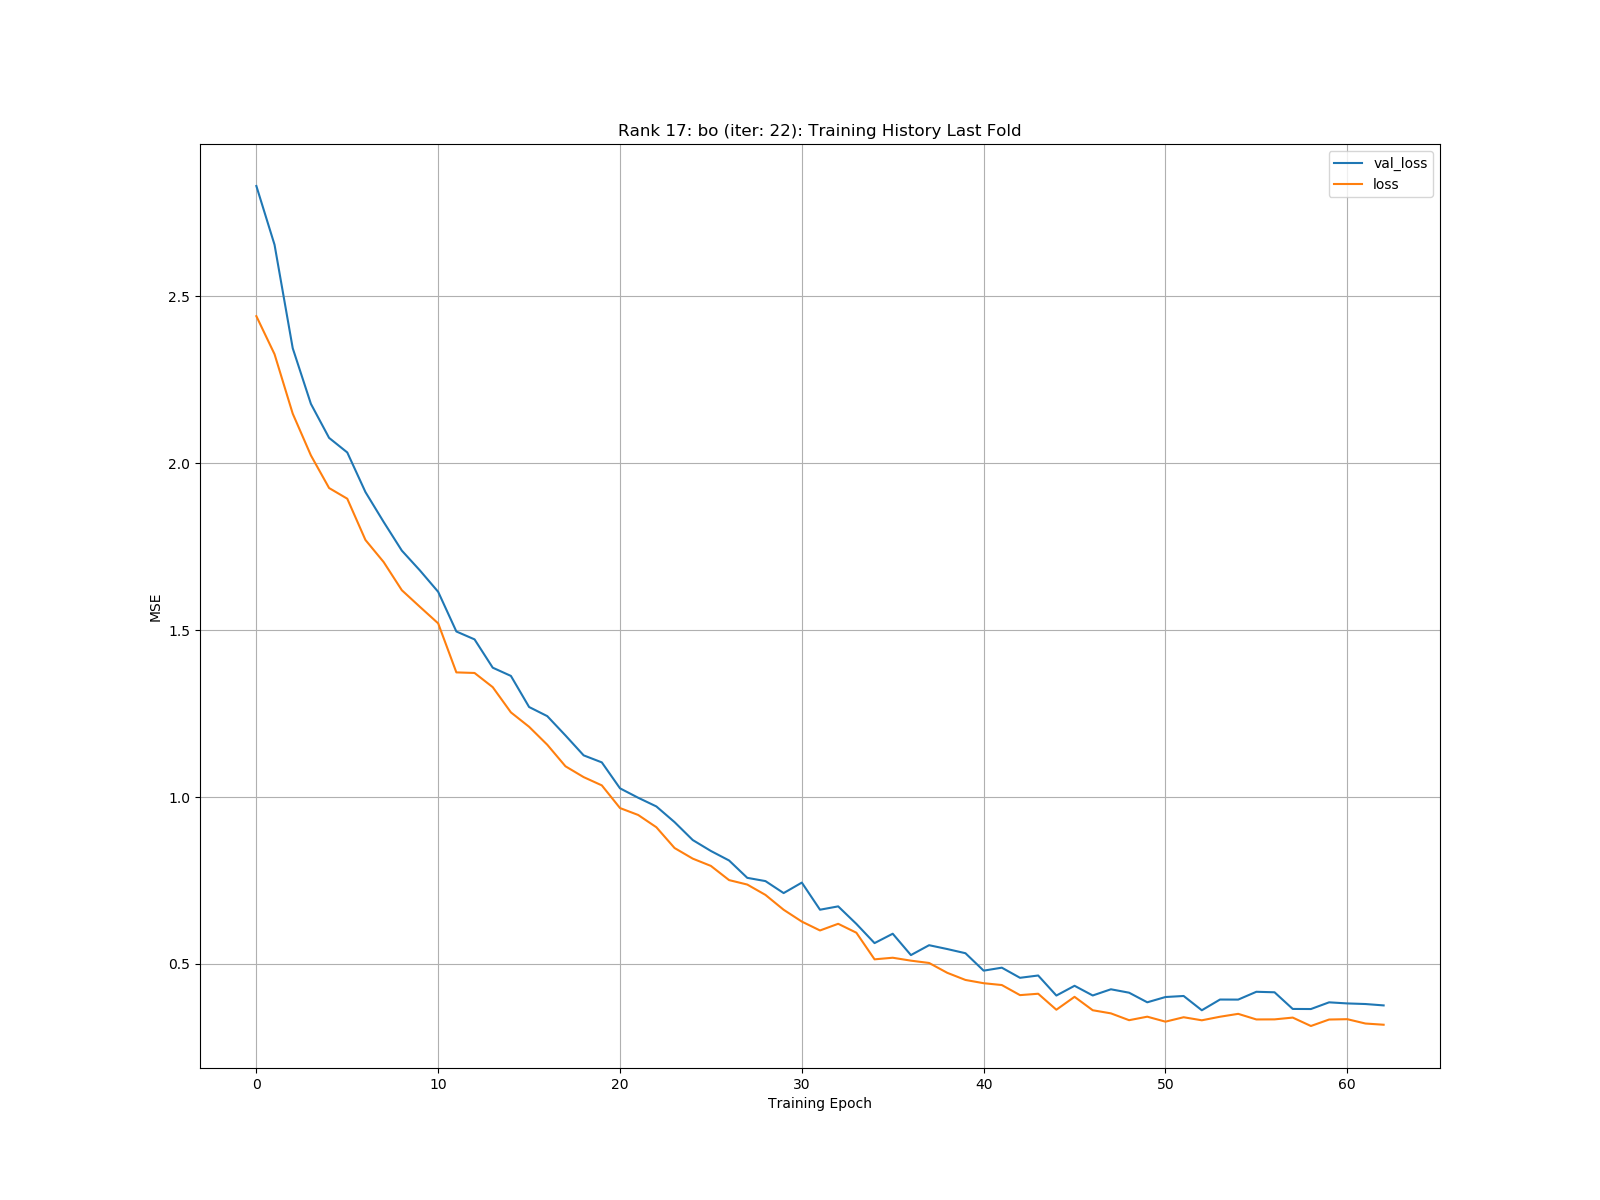 Rank 17: bo (iter: 22): Training History Last Fold
val_loss
loss
MSE
2.5
2.0
1.5
1.0
0.5
0 10 20 30 40 50 60
Training Epoch